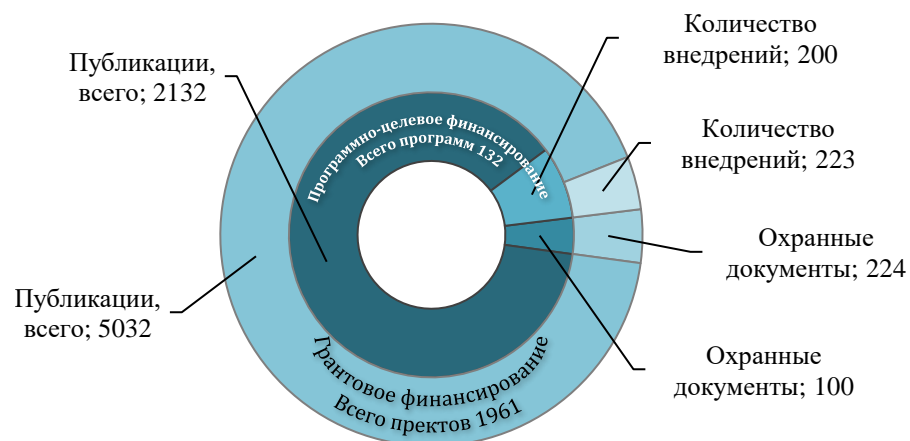 Публикации,
всего; 2132
Количество
внедрений; 200
Количество
внедрений; 223
Программно-целевое финансирование
Всего программ 132
Охранные
документы; 224
Публикации,
всего; 5032
Охранные
документы; 100
Грантовое финансирование
Всего пректов 1961